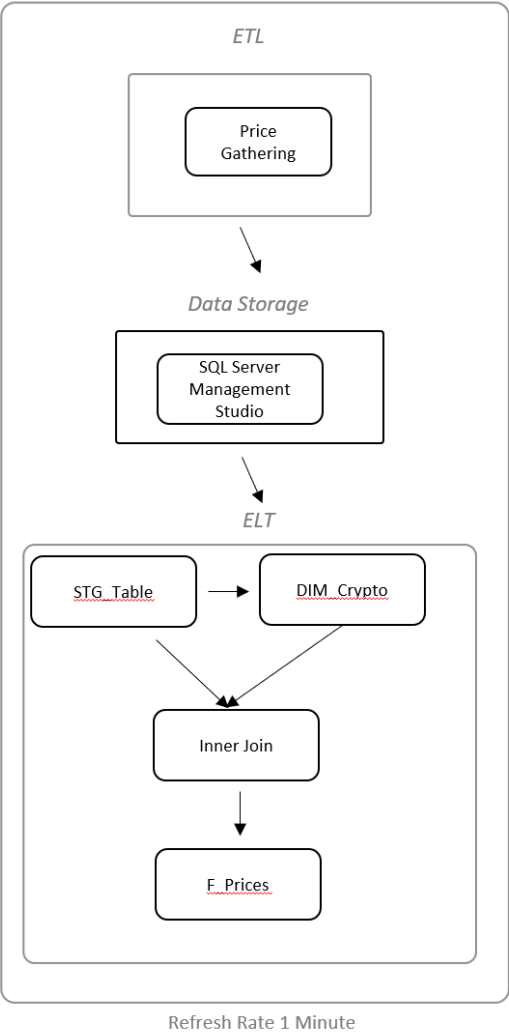 ETL
Price
Gathering
Data Storage
SQL Server
Management
Studio
ELT
STG_Table
DIM_Crypto
Inner Join
F_Prices
Refresh Rate 1 Minute